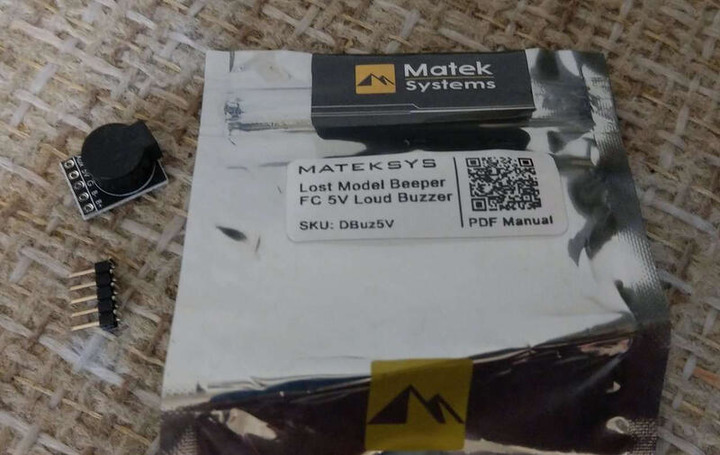 Matek
Systems
MATEKSYS
Lost Model Beeper
FC 5V Loud Buzzer
SKU: DBuz5V
PDF Manual